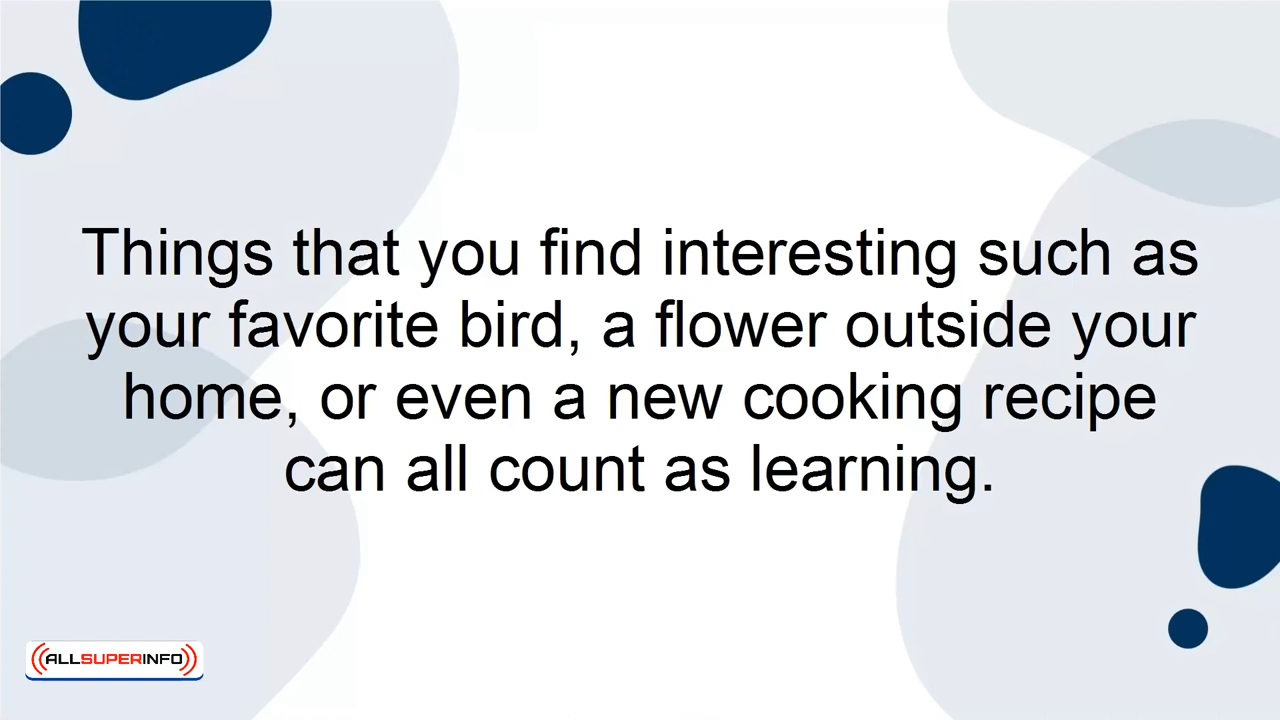 Things that you find interesting such as
your favorite bird, a flower outside your
home, or even a new cooking recipe
can all count as learning.
ALLSUPERINFO